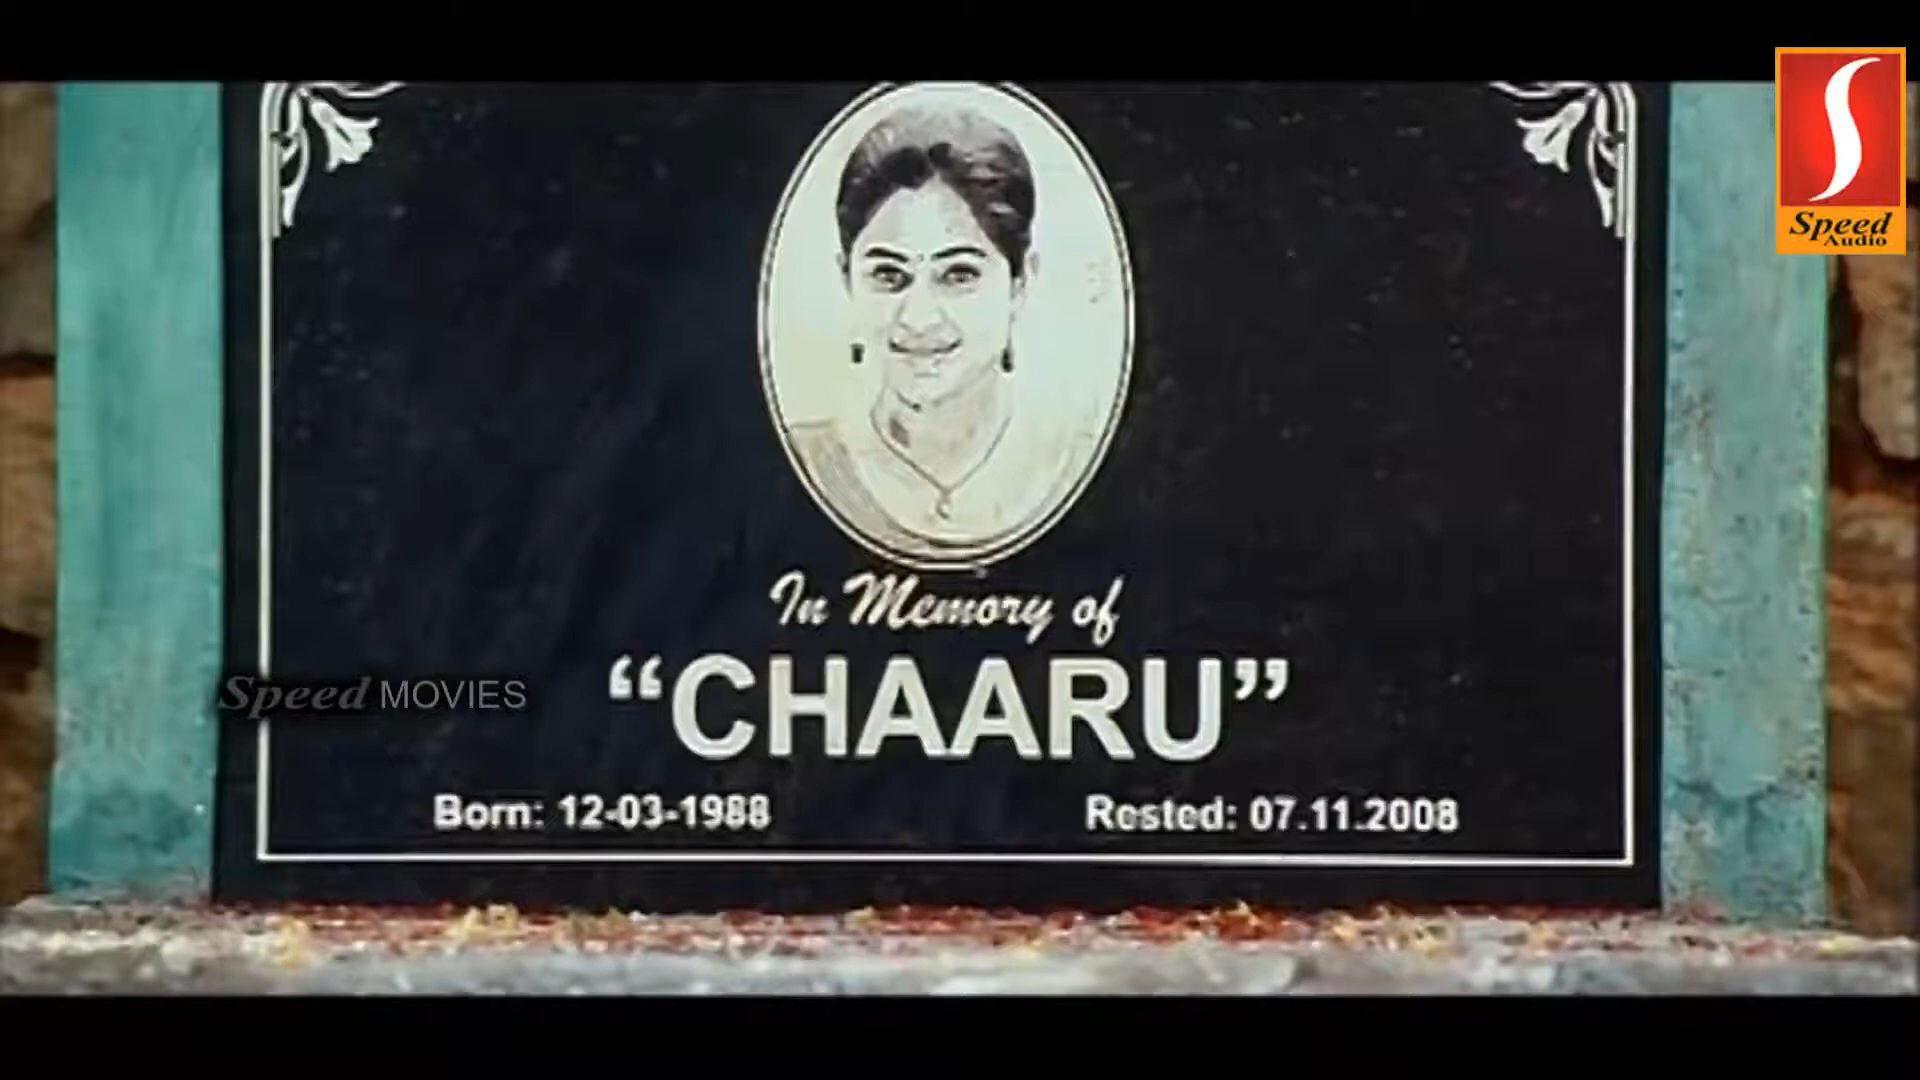 S
Speed
Audio
In Memory of
“CHAARU”
Speed MOVIES
Born: 12-03-1988 Rested: 07.11.2008